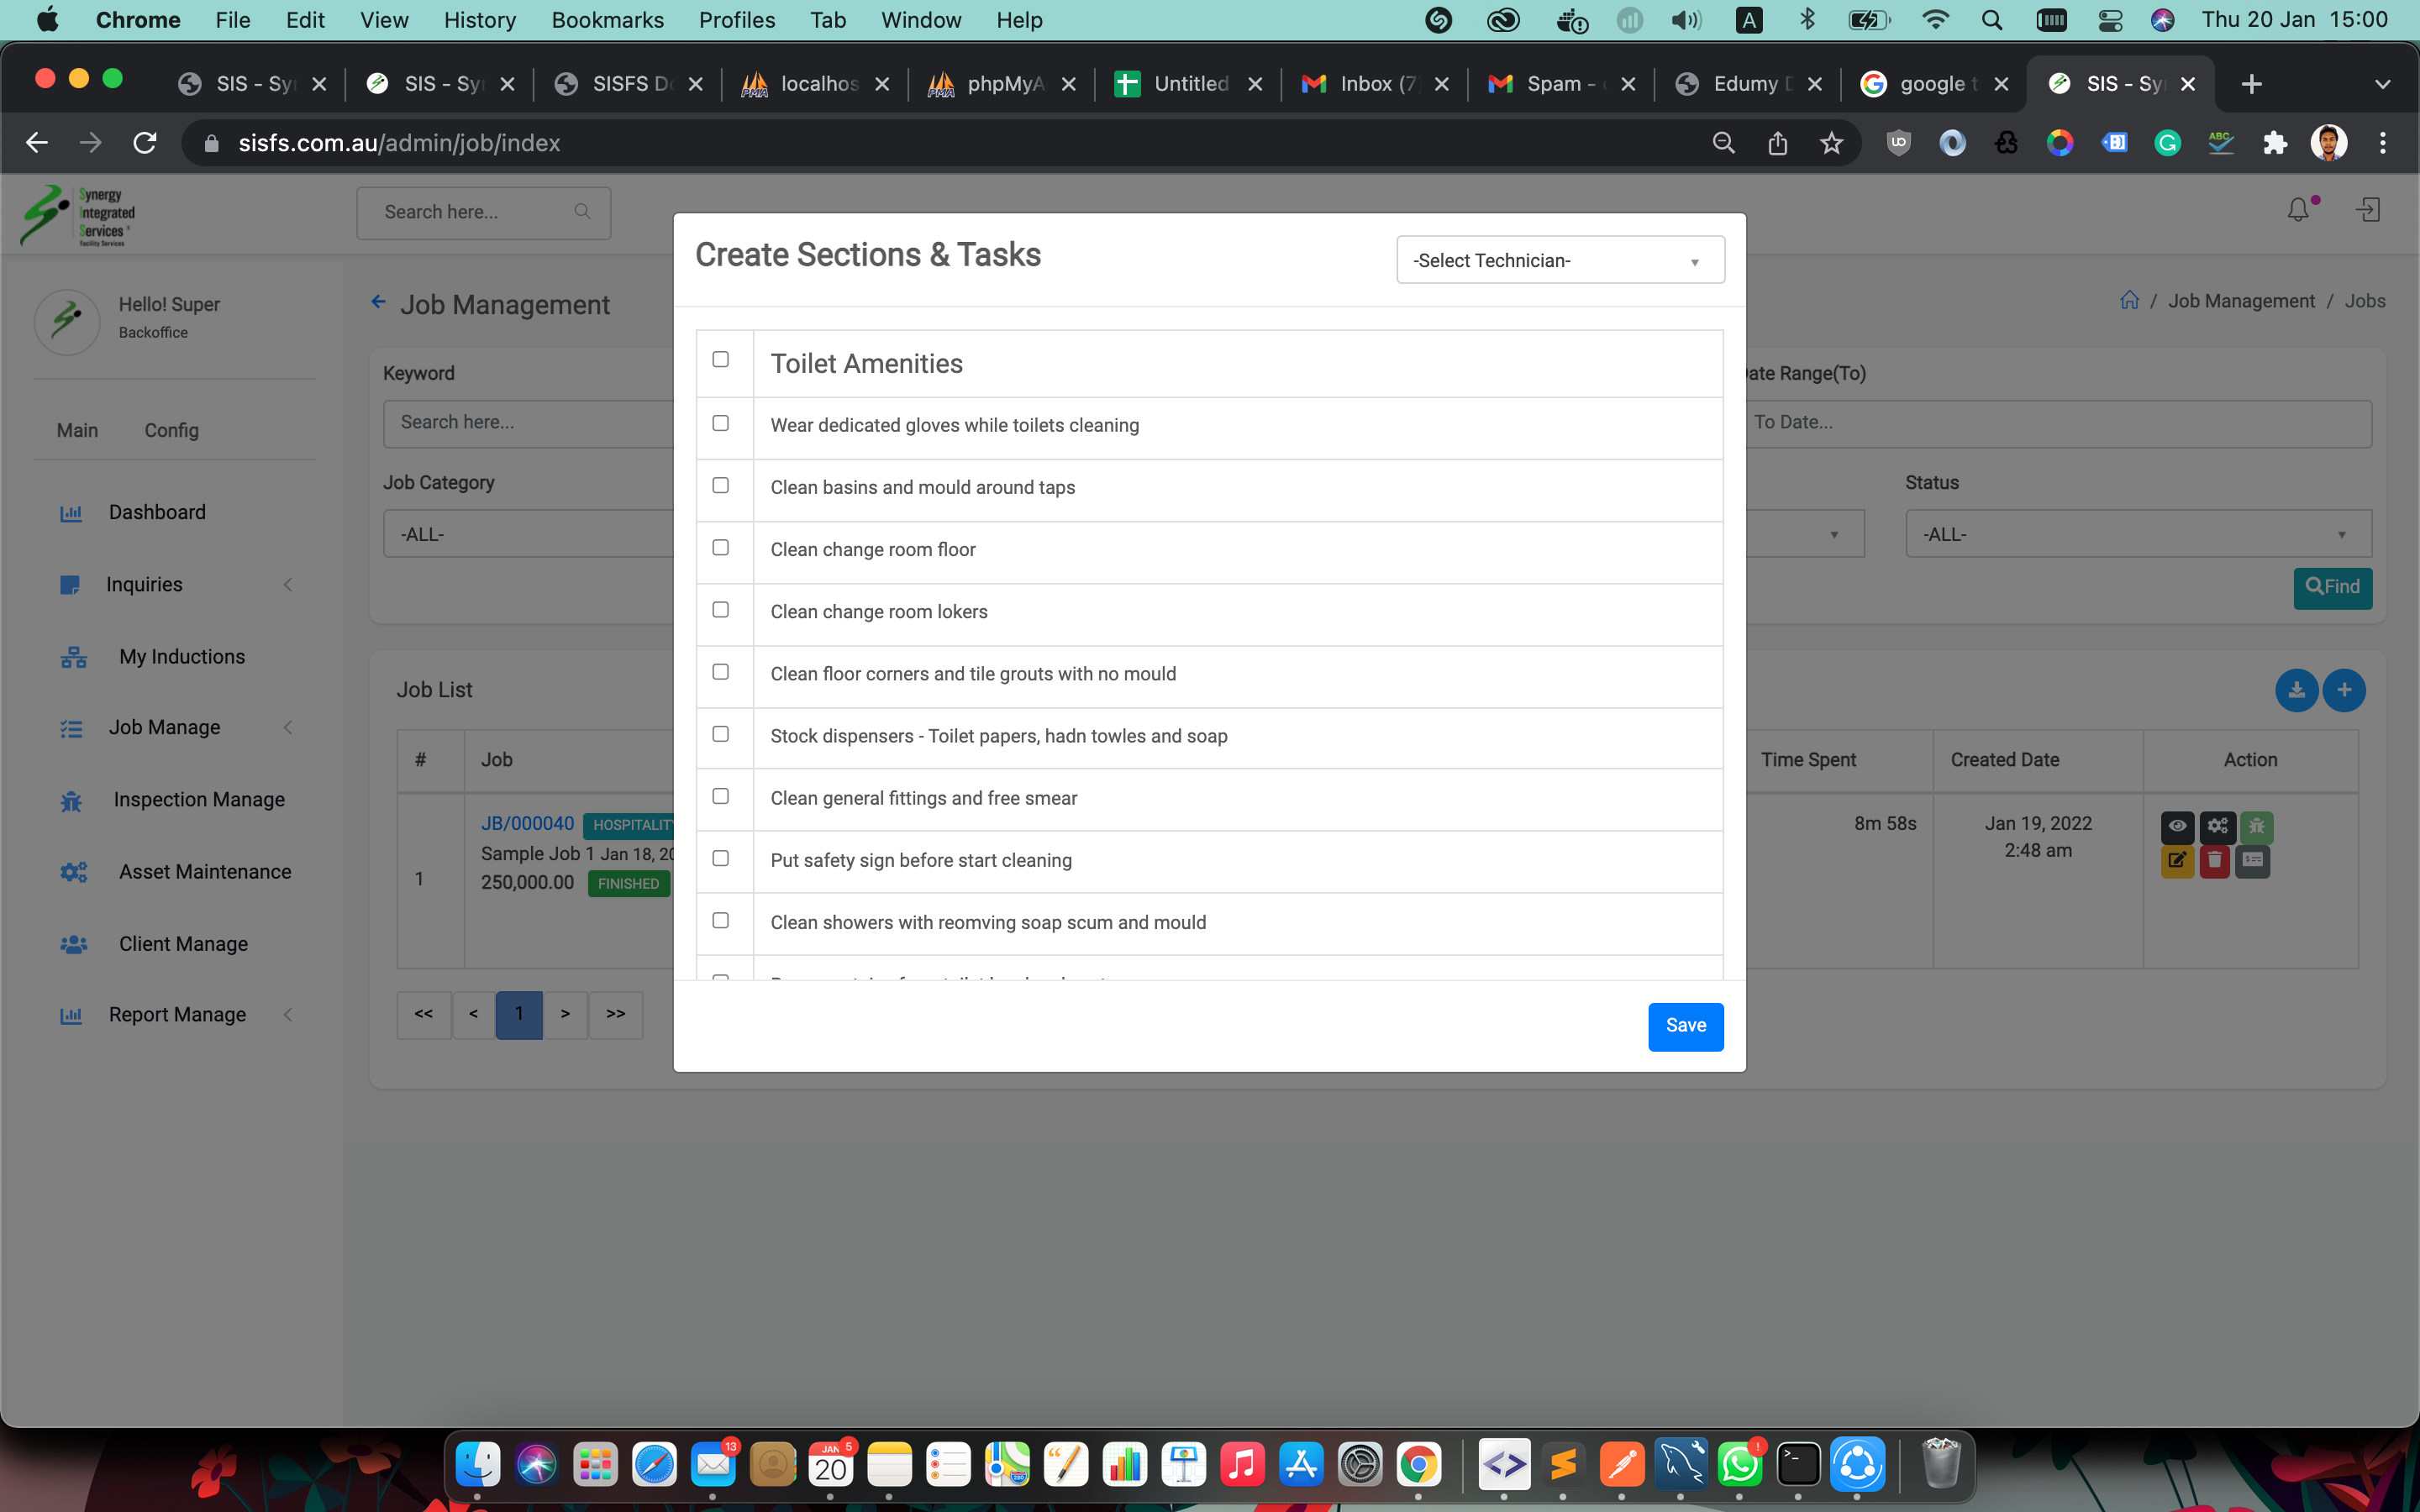 Chrome File Edit View History Bookmarks Profiles Tab Window Help A Thu 20 Jan 15:00
SIS - Sy SIS - Sy SISFS D localhos phpMyA Untitled Inbox (7 Spam - Edumy google t SIS - Sy
sisfs.com.au/admin/job/index
Synergy
Integrated
Services
Facility Services
Search here...
Create Sections & Tasks
-Select Technician-
Hello! Super
Backoffice
Job Management
/ Job Management / Jobs
Main Config
Dashboard
Inquiries
My Inductions
Job Manage
Inspection Manage
Asset Maintenance
Client Manage
Report Manage
Keyword
Search here...
Job Category
-ALL-
ate Range(To)
To Date...
Status
-ALL-
Find
Toilet Amenities
Wear dedicated gloves while toilets cleaning
Clean basins and mould around taps
Clean change room floor
Clean change room lokers
Clean floor corners and tile grouts with no mould
Stock dispensers - Toilet papers, hadn towles and soap
Clean general fittings and free smear
Put safety sign before start cleaning
Clean showers with reomving soap scum and mould
Save
Job List
# Job Time Spent Created Date Action
1
JB/000040 HOSPITALITY
Sample Job 1 Jan 18, 20
250,000.00 FINISHED
8m 58s
Jan 19, 2022
2:48 am
<< < 1 > >>
13
JAN 5
20